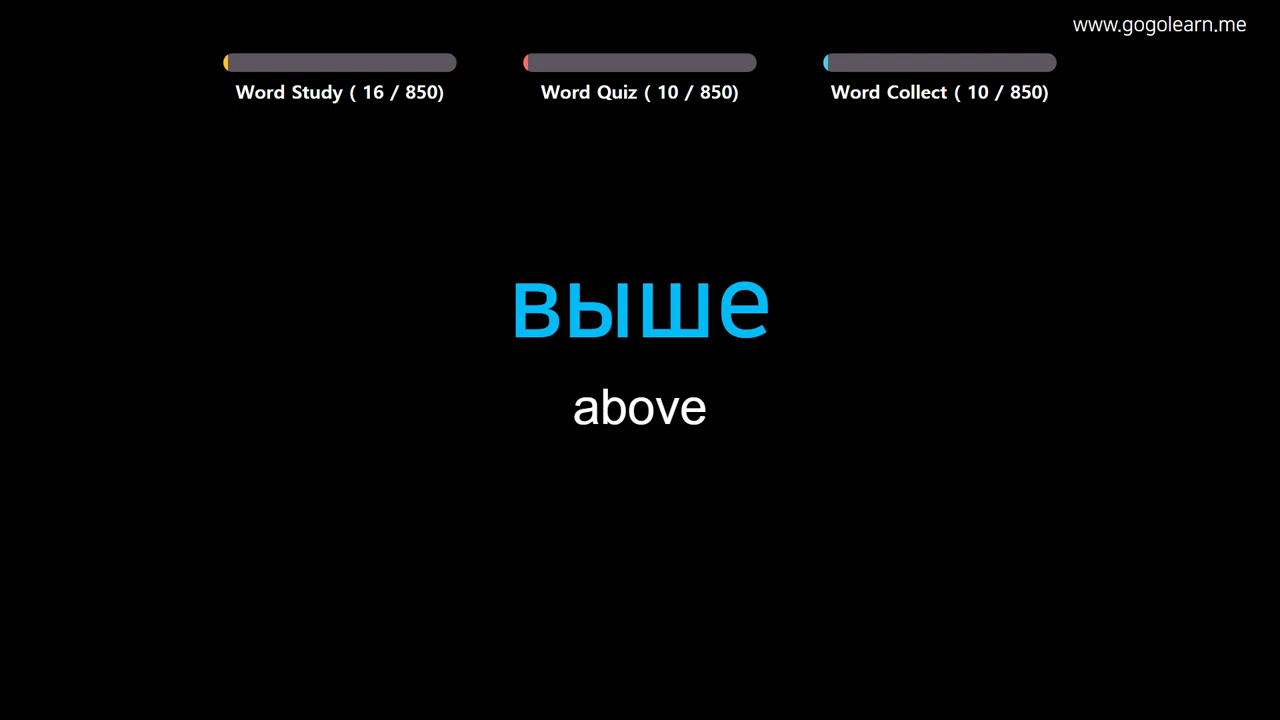 www.gogolearn.me
Word Study ( 16 / 850)
Word Quiz ( 10 / 850)
Word Collect ( 10 / 850)
выше
above